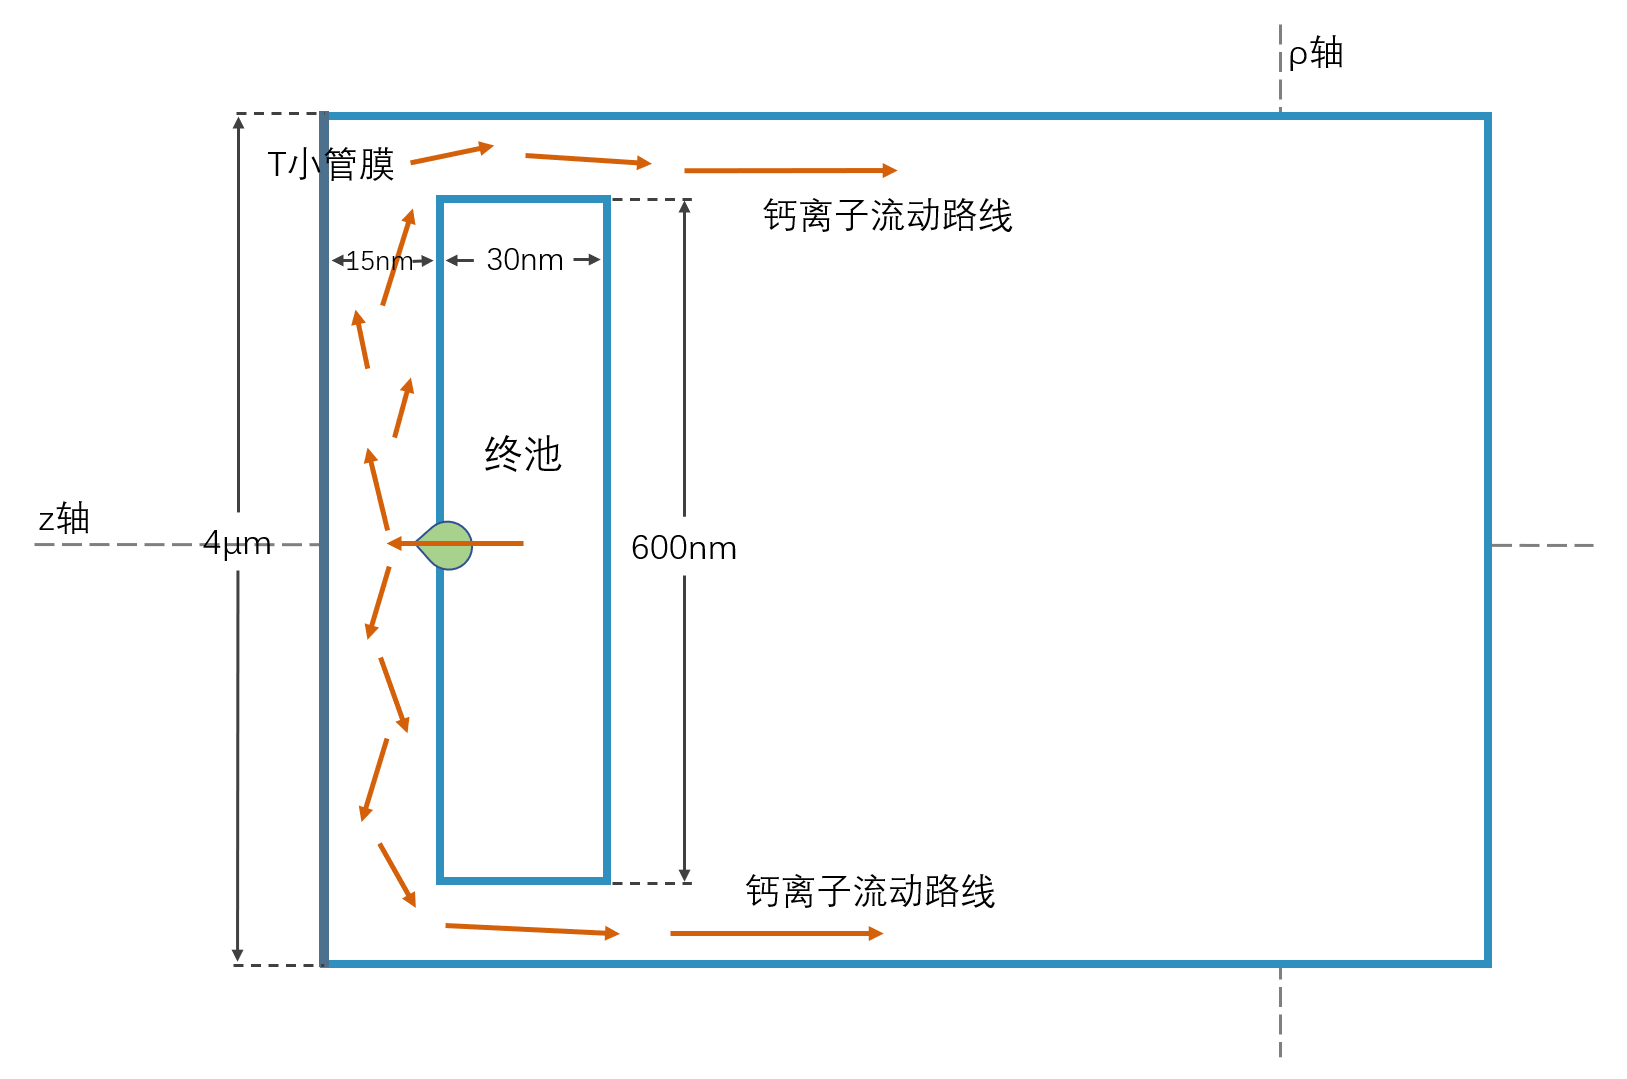 ρ轴
T小管膜
钙离子流动路线
15nm
30nm
终池
z轴
4μm
600nm
钙离子流动路线